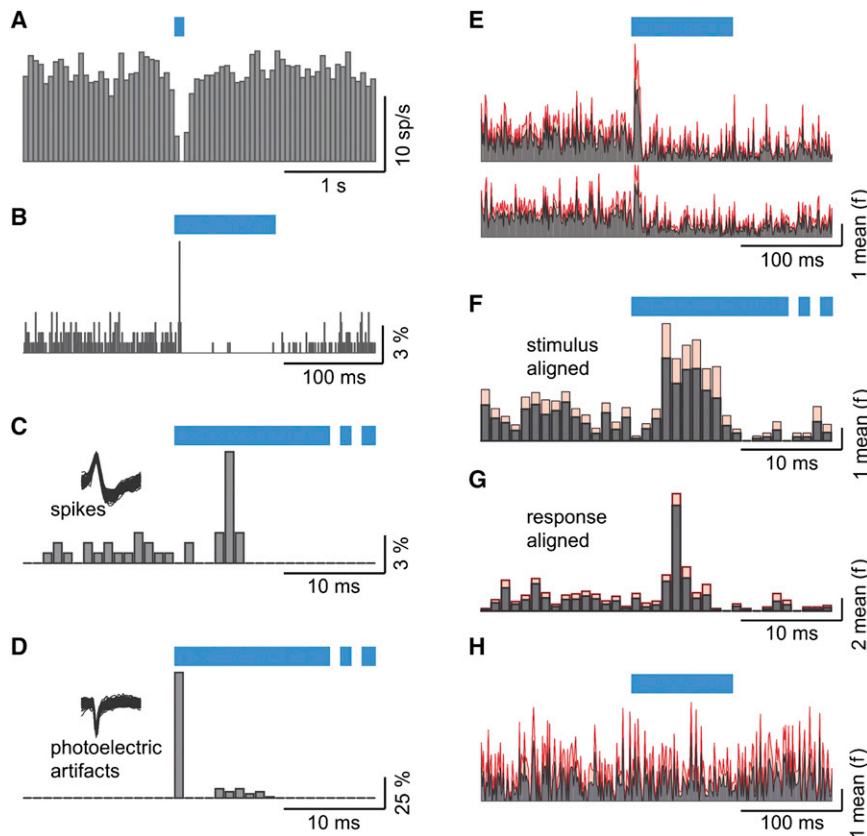 A
10 sp/s
1 s
B
3 %
100 ms
C
spikes
3 %
10 ms
D
photoelectric
artifacts
25 %
10 ms
E
1 mean (f)
100 ms
F
stimulus
aligned
1 mean (f)
10 ms
G
response
aligned
2 mean (f)
10 ms
H
1 mean (f)
100 ms